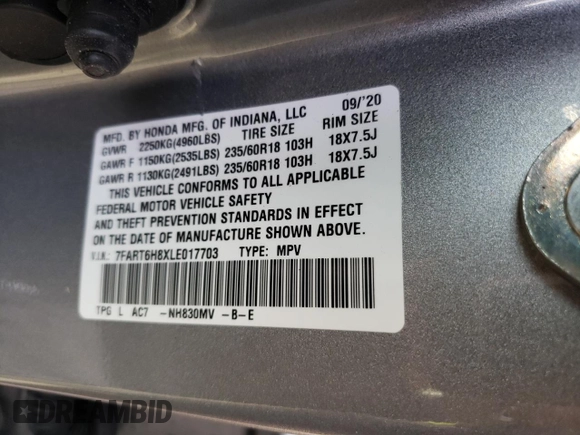 MFD. BY HONDA MFG. OF INDIANA, LLC 09/'20
GVWR 2250KG(4960LBS) TIRE SIZE RIM SIZE
GAWR F 1150KG(2535LBS) 235/60R18 103H 18X7.5J
GAWR R 1130KG(2491LBS) 235/60R18 103H 18X7.5J
THIS VEHICLE CONFORMS TO ALL APPLICABLE
FEDERAL MOTOR VEHICLE SAFETY
AND THEFT PREVENTION STANDARDS IN EFFECT
ON THE DATE OF MANUFACTURE SHOWN ABOVE.
V.I.N.: 7FART6H8XLE017703 TYPE: MPV
TPG L AC7 -NH830MV -B-E
DREAMBID